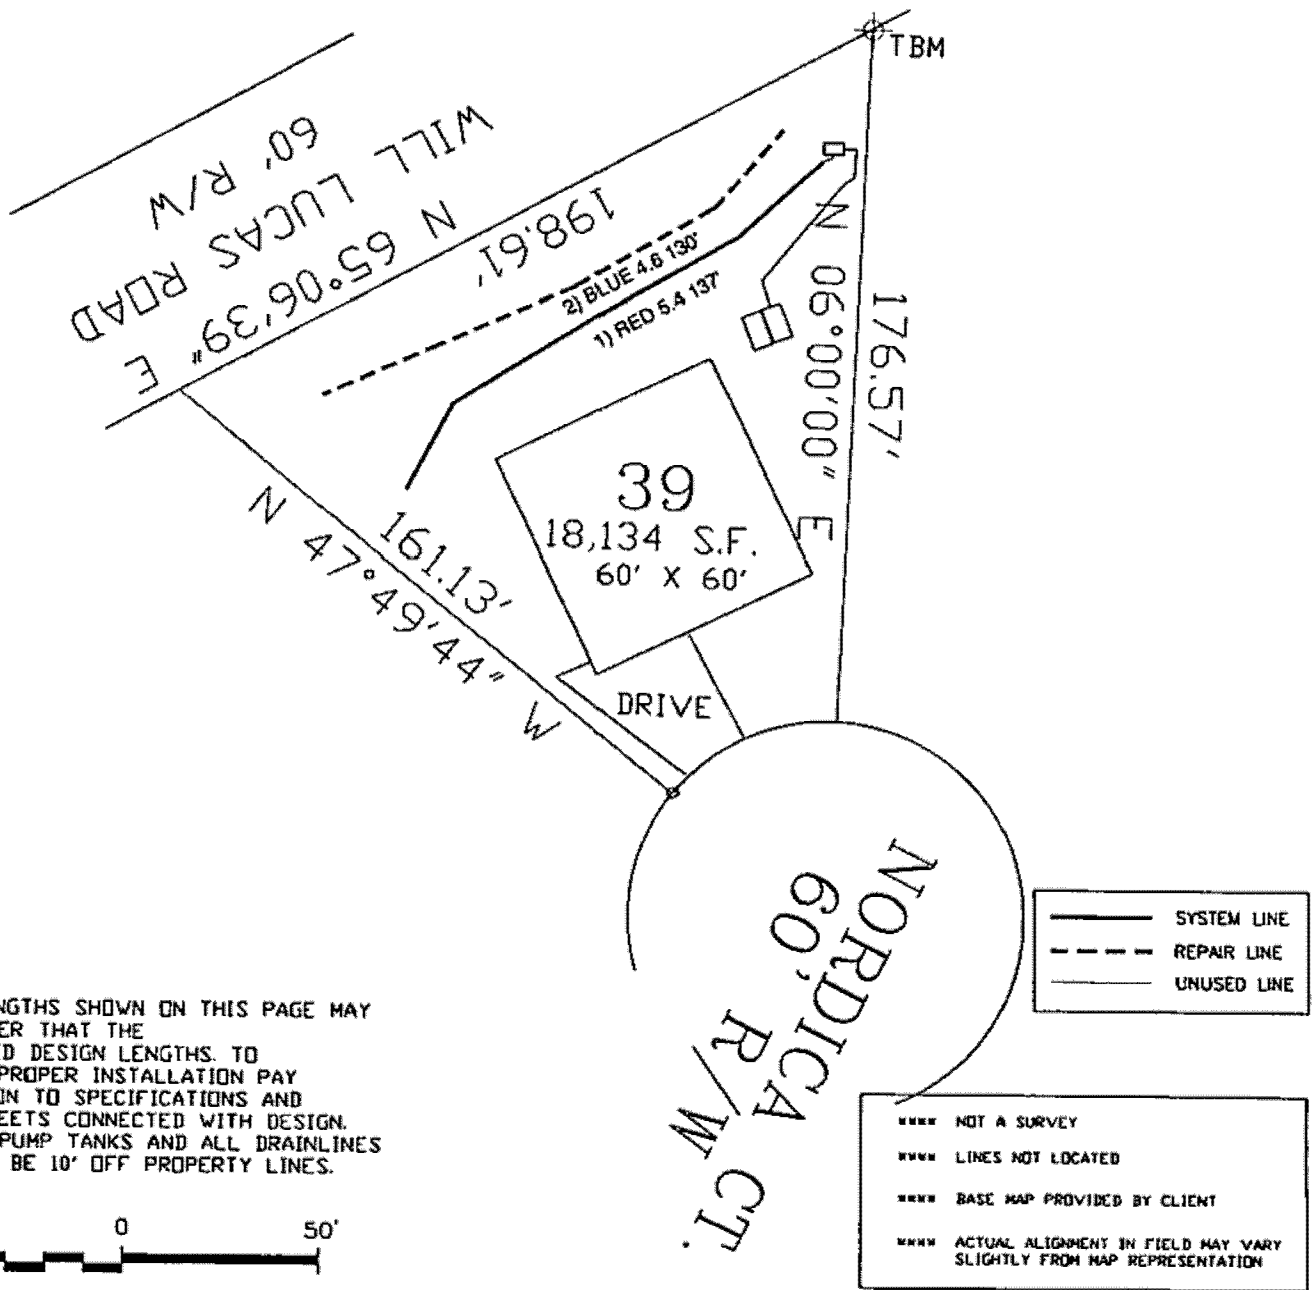 TBM
60' R/W
WILL LUCAS ROAD
N 65°06'39" E
198.61'
2) BLUE 4.6 130'
1) RED 5.4 137'
N 06°00'00" E
176.57'
39
18,134 S.F.
60' X 60'
161.13'
N 47°49'44" W
DRIVE
NORDICA CT.
60' R/W
SYSTEM LINE
REPAIR LINE
UNUSED LINE
NGTHS SHOWN ON THIS PAGE MAY
ER THAT THE
ED DESIGN LENGTHS. TO
PROPER INSTALLATION PAY
ON TO SPECIFICATIONS AND
EETS CONNECTED WITH DESIGN.
PUMP TANKS AND ALL DRAINLINES
BE 10' OFF PROPERTY LINES.
0 50'
**** NOT A SURVEY
**** LINES NOT LOCATED
**** BASE MAP PROVIDED BY CLIENT
**** ACTUAL ALIGNMENT IN FIELD MAY VARY
SLIGHTLY FROM MAP REPRESENTATION